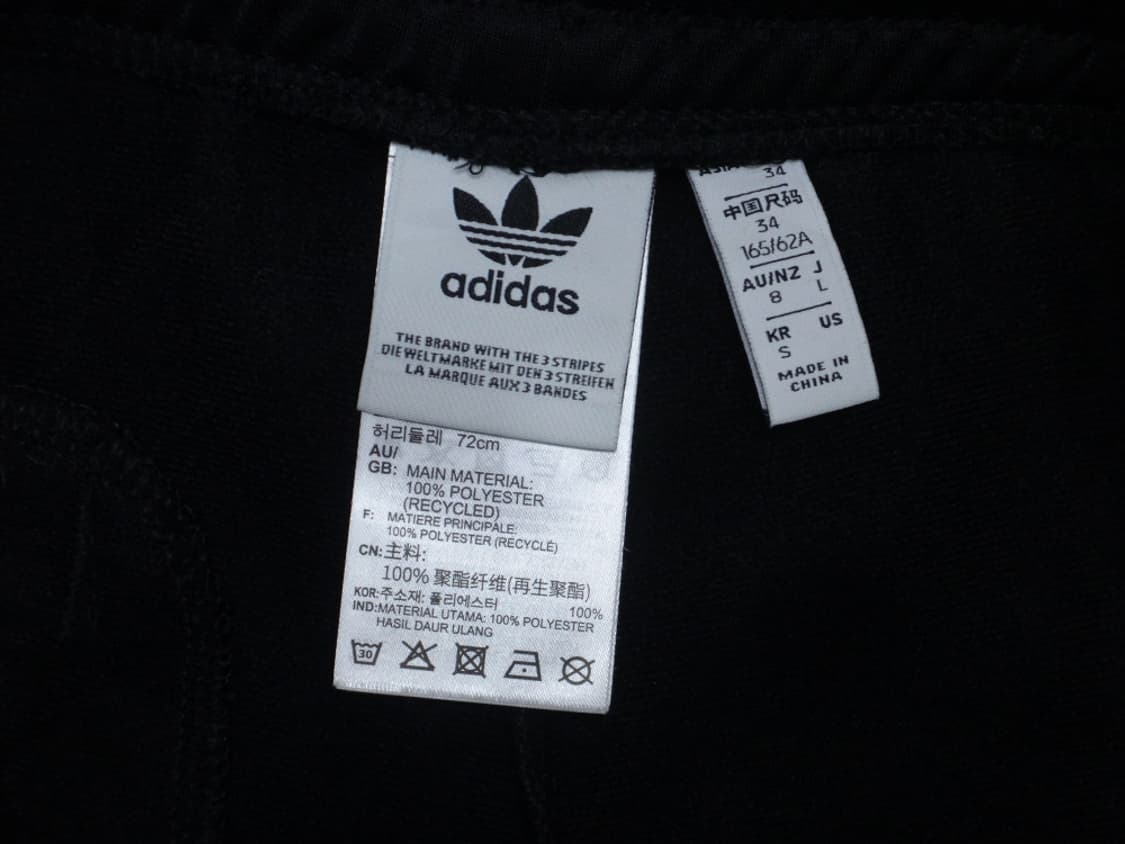 adidas
THE BRAND WITH THE 3 STRIPES
DIE WELTMARKE MIT DEN 3 STREIFEN
LA MARQUE AUX 3 BANDES
허리둘레 72cm
AU/
GB: MAIN MATERIAL:
100% POLYESTER
(RECYCLED)
F: MATIERE PRINCIPALE:
100% POLYESTER (RECYCLÉ)
CN:主料:
100% 聚酯纤维(再生聚酯)
KOR:주소재: 폴리에스터 100%
IND:MATERIAL UTAMA: 100% POLYESTER
HASIL DAUR ULANG
30
34
中国尺码
34
165/62A
AU/NZ J
8 L
KR US
S
MADE IN
CHINA